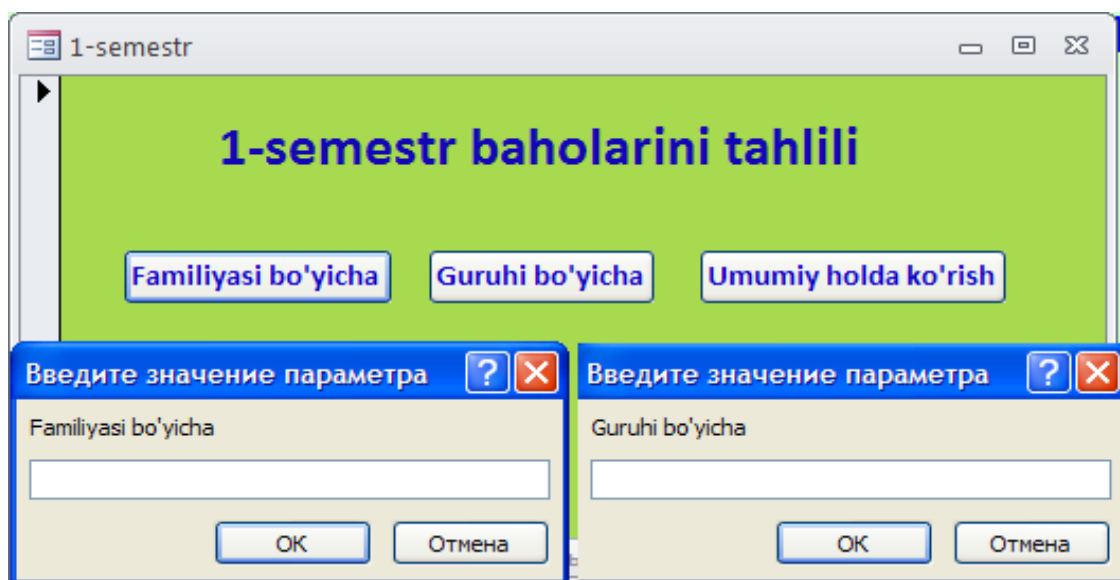 1-semestr
1-semestr baholarini tahlili
Familiyasi bo'yicha Guruhi bo'yicha Umumiy holda ko'rish
Введите значение параметра
Familiyasi bo'yicha
OK Отмена
Введите значение параметра
Guruhi bo'yicha
OK Отмена